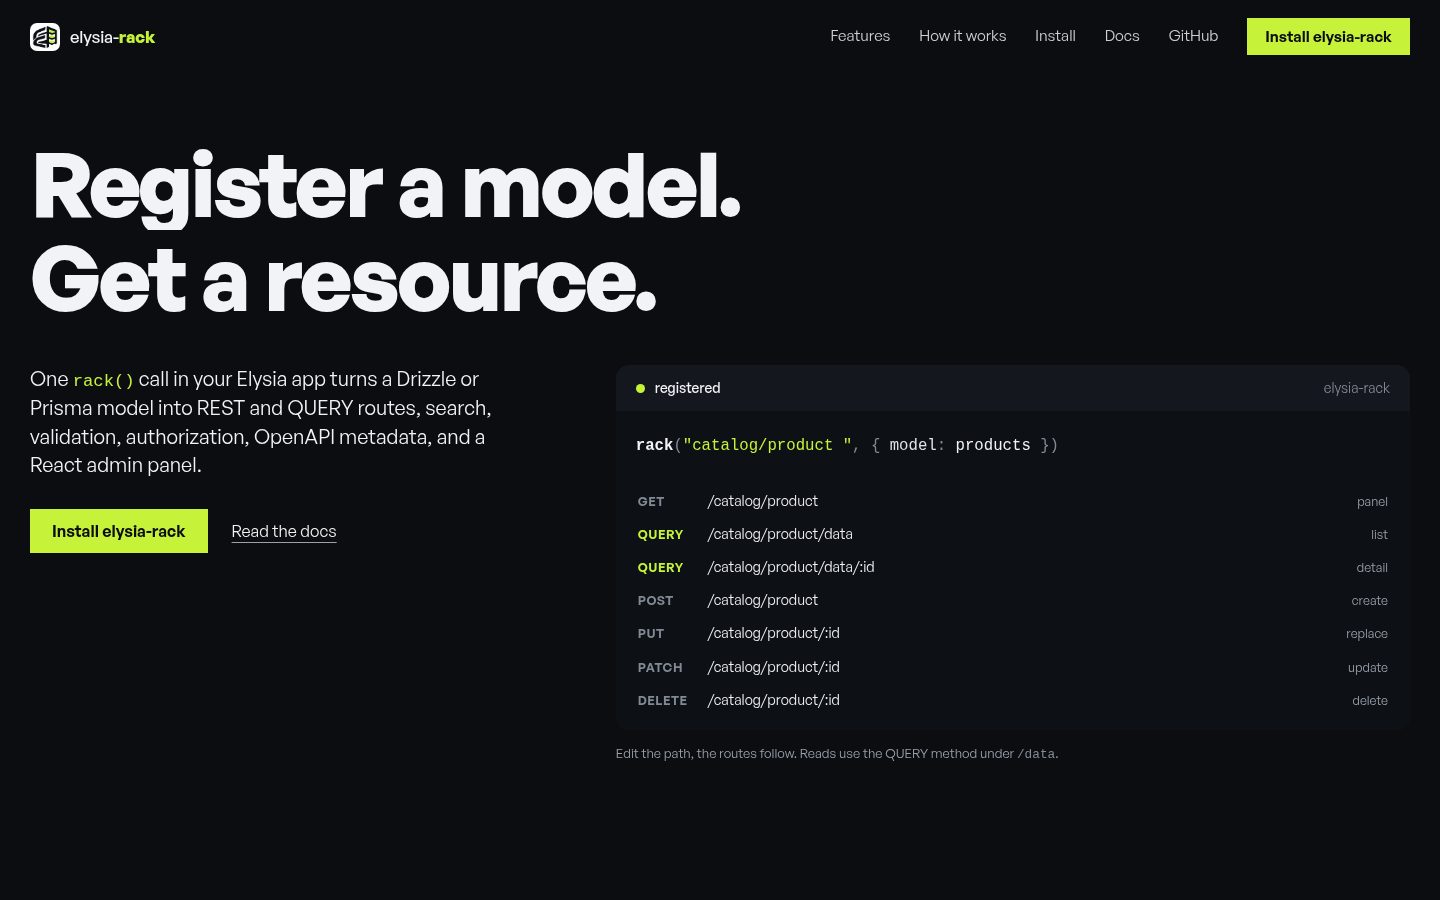 elysia-rack
Features How it works Install Docs GitHub Install elysia-rack
Register a model.
Get a resource.
One rack() call in your Elysia app turns a Drizzle or
Prisma model into REST and QUERY routes, search,
validation, authorization, OpenAPI metadata, and a
React admin panel.
Install elysia-rack Read the docs
registered elysia-rack
rack("catalog/product ", { model: products })
GET /catalog/product panel
QUERY /catalog/product/data list
QUERY /catalog/product/data/:id detail
POST /catalog/product create
PUT /catalog/product/:id replace
PATCH /catalog/product/:id update
DELETE /catalog/product/:id delete
Edit the path, the routes follow. Reads use the QUERY method under /data.